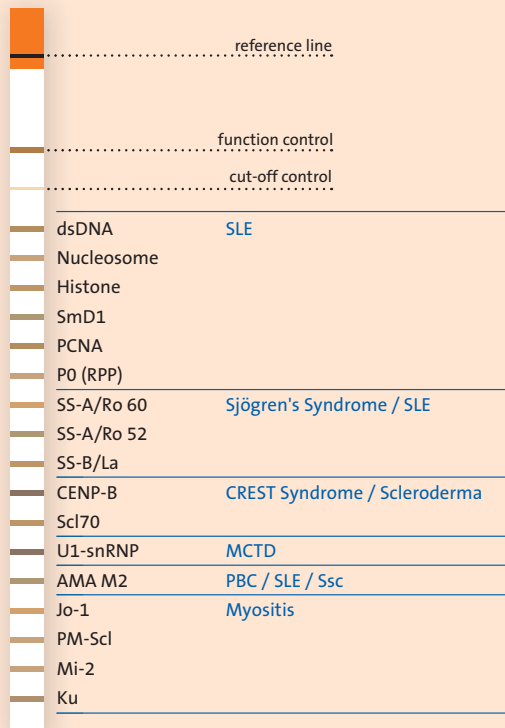 reference line
function control
cut-off control
dsDNA SLE
Nucleosome
Histone
SmD1
PCNA
P0 (RPP)
SS-A/Ro 60 Sjögren's Syndrome / SLE
SS-A/Ro 52
SS-B/La
CENP-B CREST Syndrome / Scleroderma
Scl70
U1-snRNP MCTD
AMA M2 PBC / SLE / Ssc
Jo-1 Myositis
PM-Scl
Mi-2
Ku